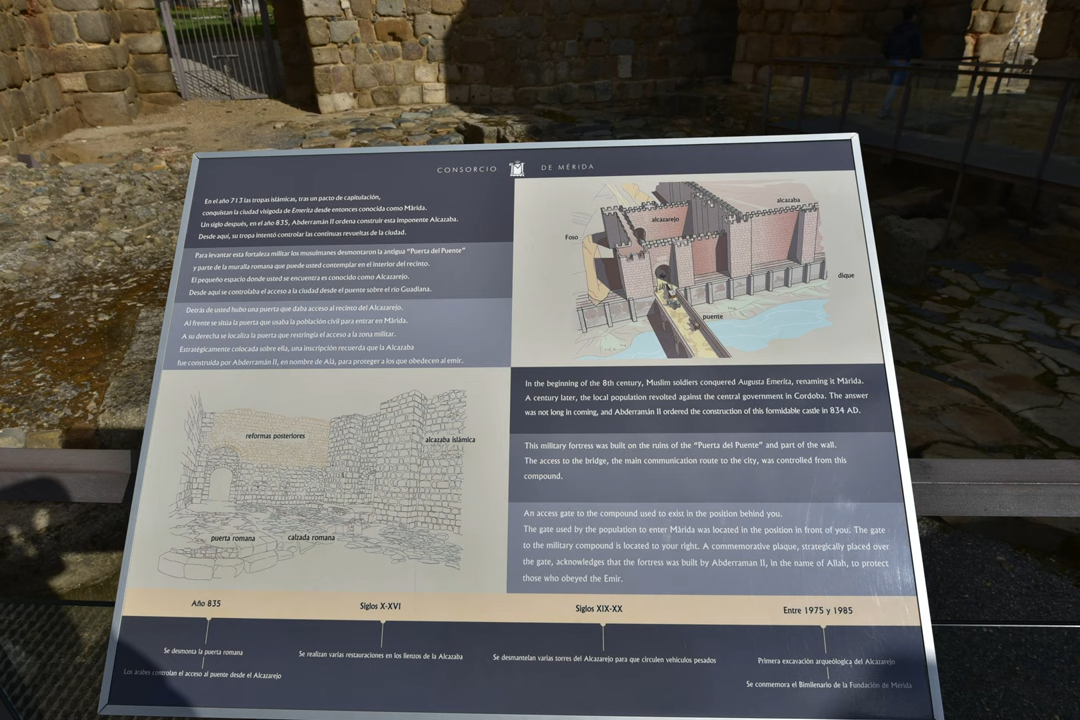 CONSORCIO DE MÉRIDA
En el año 713 las tropas islámicas, tras un pacto de capitulación,
conquistan la ciudad visigoda de Emerita desde entonces conocida como Mârida.
Un siglo después, en el año 835, Abderramán II ordena construir esta imponente Alcazaba.
Desde aquí, su tropa intentó controlar las continuas revueltas de la ciudad.
Para levantar esta fortaleza militar los musulmanes desmontaron la antigua "Puerta del Puente"
y parte de la muralla romana que puede usted contemplar en el interior del recinto.
El pequeño espacio donde usted se encuentra es conocido como Alcazarejo.
Desde aquí se controlaba el acceso a la ciudad desde el puente sobre el río Guadiana.
Detrás de usted hubo una puerta que daba acceso al recinto del Alcazarejo.
Al frente se sitúa la puerta que usaba la población civil para entrar en Mârida.
A su derecha se localiza la puerta que restringía el acceso a la zona militar.
Estratégicamente colocada sobre ella, una inscripción recuerda que la Alcazaba
fue construida por Abderramán II, en nombre de Alá, para proteger a los que obedecen al emir.
alcazaba
alcazarejo
Foso
dique
puente
In the beginning of the 8th century, Muslim soldiers conquered Augusta Emerita, renaming it Mârida.
A century later, the local population revolted against the central government in Cordoba. The answer
was not long in coming, and Abderramán II ordered the construction of this formidable castle in 834 AD.
This military fortress was built on the ruins of the "Puerta del Puente" and part of the wall.
The access to the bridge, the main communication route to the city, was controlled from this
compound.
An access gate to the compound used to exist in the position behind you.
The gate used by the population to enter Mârida was located in the position in front of you. The gate
to the military compound is located to your right. A commemorative plaque, strategically placed over
the gate, acknowledges that the fortress was built by Abderraman II, in the name of Allah, to protect
those who obeyed the Emir.
reformas posteriores
alcazaba islámica
puerta romana
calzada romana
Año 835
Siglos X-XVI
Siglos XIX-XX
Entre 1975 y 1985
Se desmonta la puerta romana
Los árabes controlan el acceso al puente desde el Alcazarejo
Se realizan varias restauraciones en los lienzos de la Alcazaba
Se desmantelan varias torres del Alcazarejo para que circulen vehículos pesados
Primera excavación arqueológica del Alcazarejo
Se conmemora el Bimilenario de la Fundación de Mérida